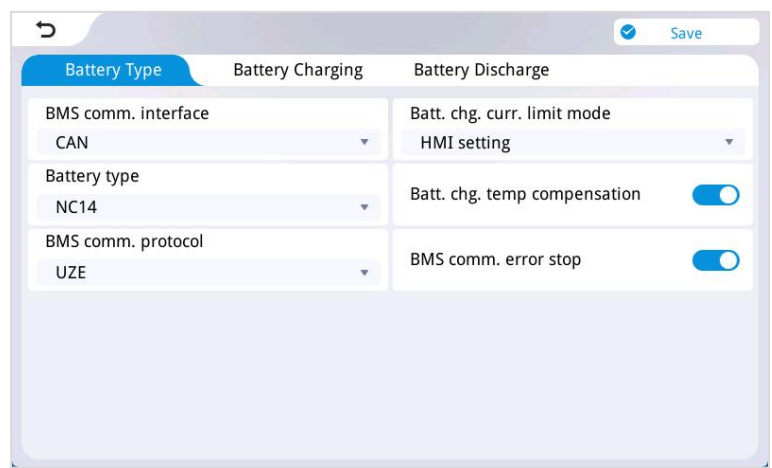 Save
Battery Type
Battery Charging
Battery Discharge
BMS comm. interface
CAN
Batt. chg. curr. limit mode
HMI setting
Battery type
NC14
Batt. chg. temp compensation
BMS comm. protocol
UZE
BMS comm. error stop